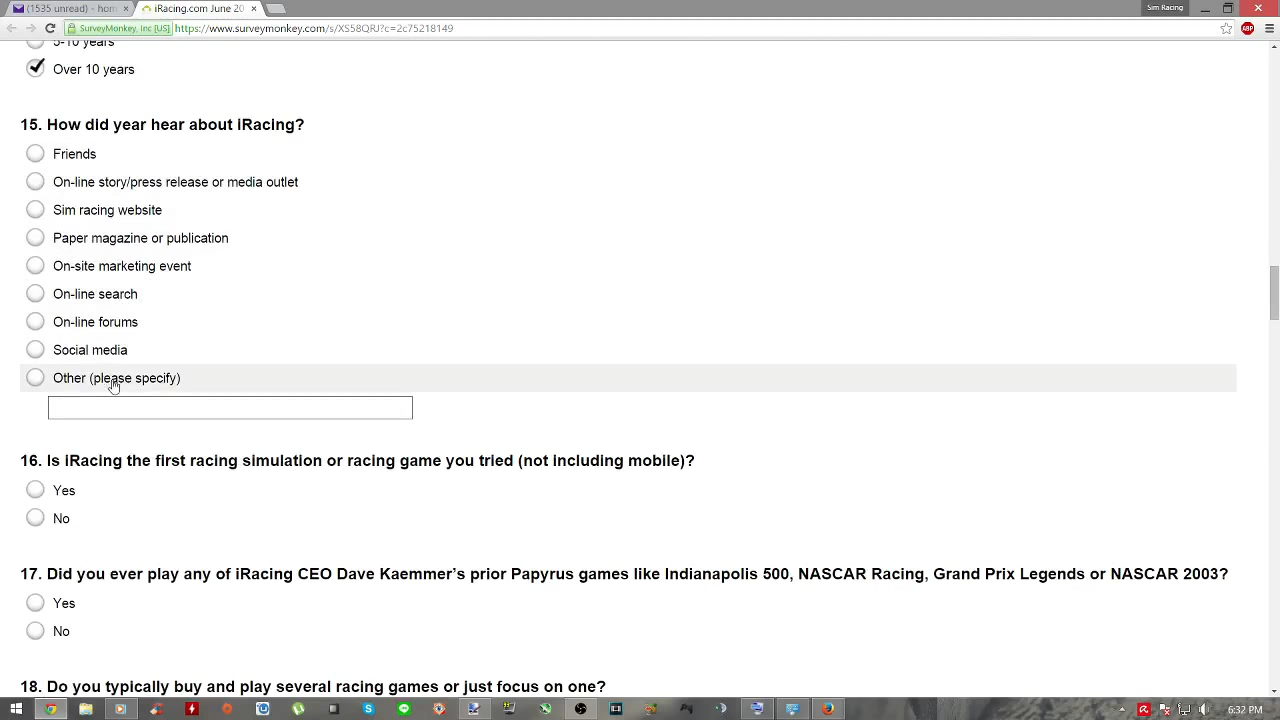 (1535 unread) - hom
iRacing.com June 20
Sim Racing
SurveyMonkey, Inc [US]
https://www.surveymonkey.com/s/XS58QRJ?c=2c75218149
ABP
5-10 years
Over 10 years
15. How did year hear about iRacing?
Friends
On-line story/press release or media outlet
Sim racing website
Paper magazine or publication
On-site marketing event
On-line search
On-line forums
Social media
Other (please specify)
16. Is iRacing the first racing simulation or racing game you tried (not including mobile)?
Yes
No
17. Did you ever play any of iRacing CEO Dave Kaemmer’s prior Papyrus games like Indianapolis 500, NASCAR Racing, Grand Prix Legends or NASCAR 2003?
Yes
No
18. Do you typically buy and play several racing games or just focus on one?
6:32 PM